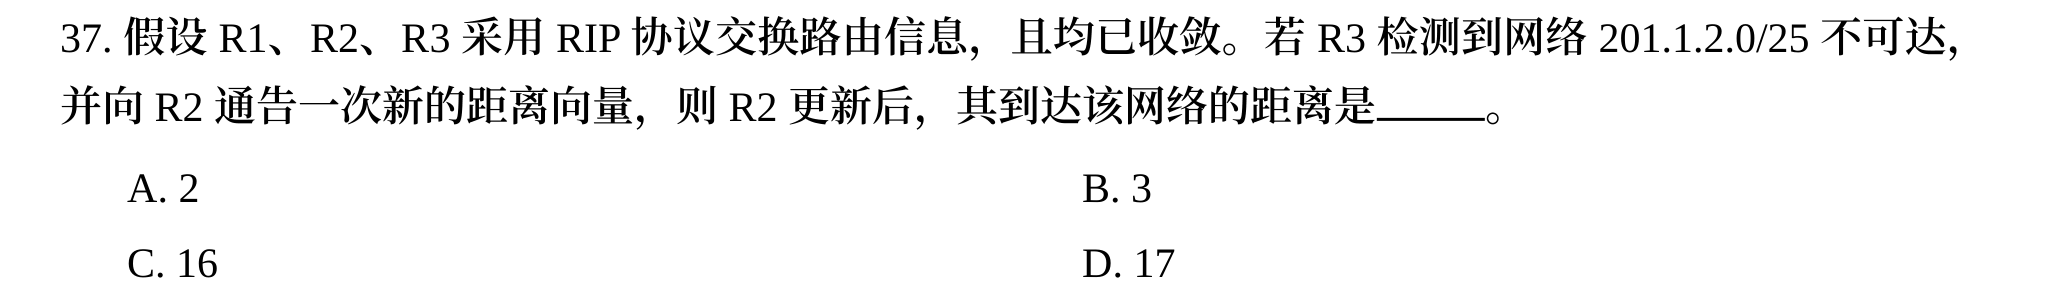 37. 假设 R1、R2、R3 采用 RIP 协议交换路由信息，且均已收敛。若 R3 检测到网络 201.1.2.0/25 不可达，
并向 R2 通告一次新的距离向量，则 R2 更新后，其到达该网络的距离是_____。
A. 2
B. 3
C. 16
D. 17